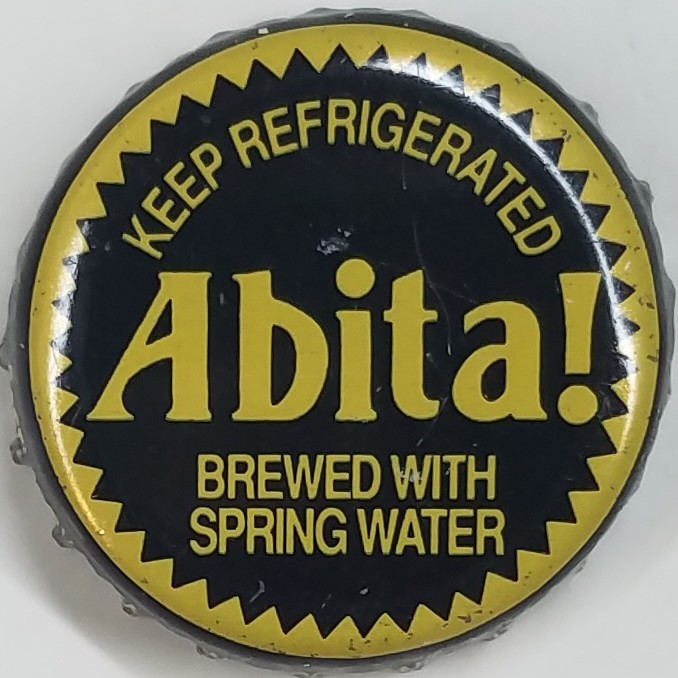 KEEP REFRIGERATED
Abita!
BREWED WITH
SPRING WATER